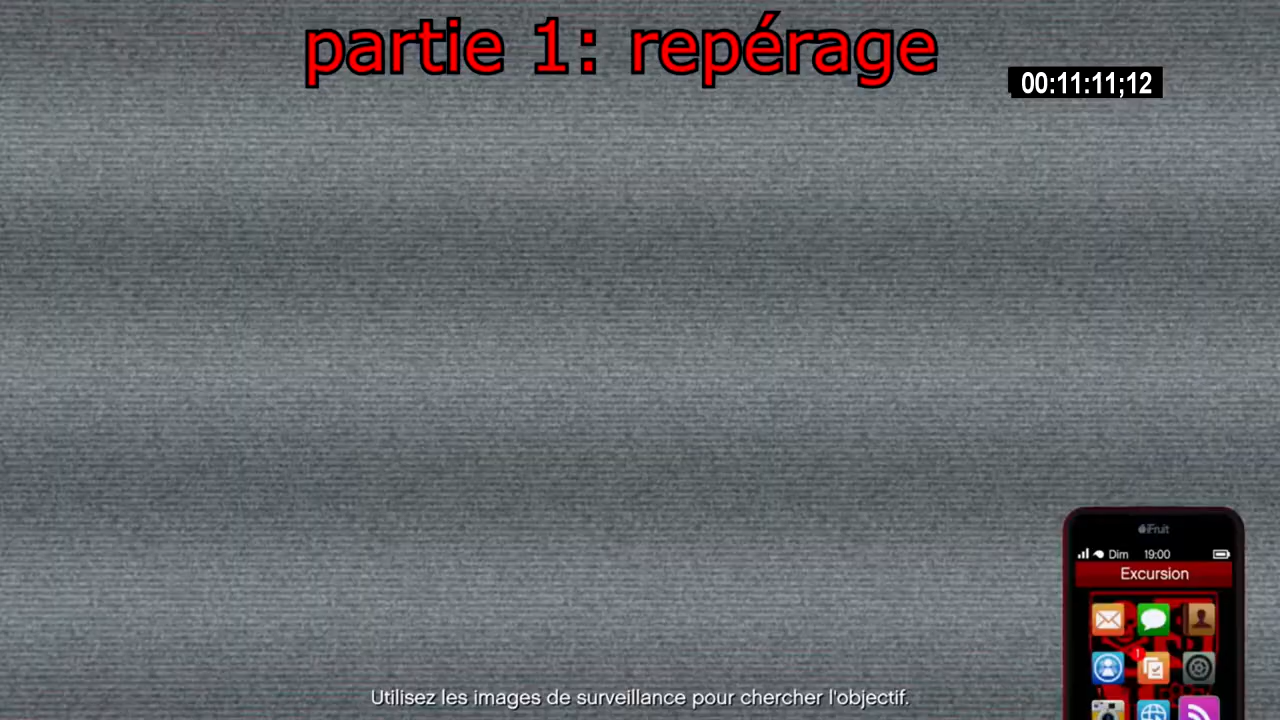 partie 1: repérage
00:11:11;12
iFruit
Dim 19:00
Excursion
1
Utilisez les images de surveillance pour chercher l'objectif.